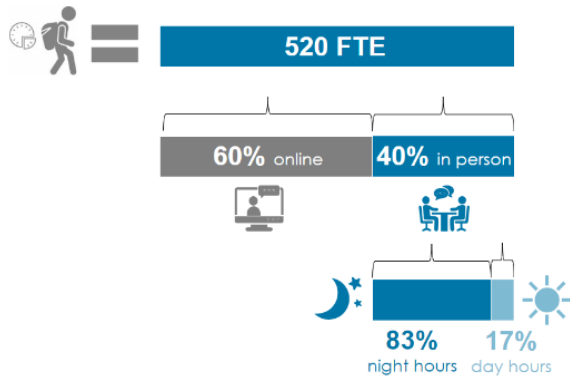 520 FTE
60% online
40% in person
83%
17%
night hours
day hours